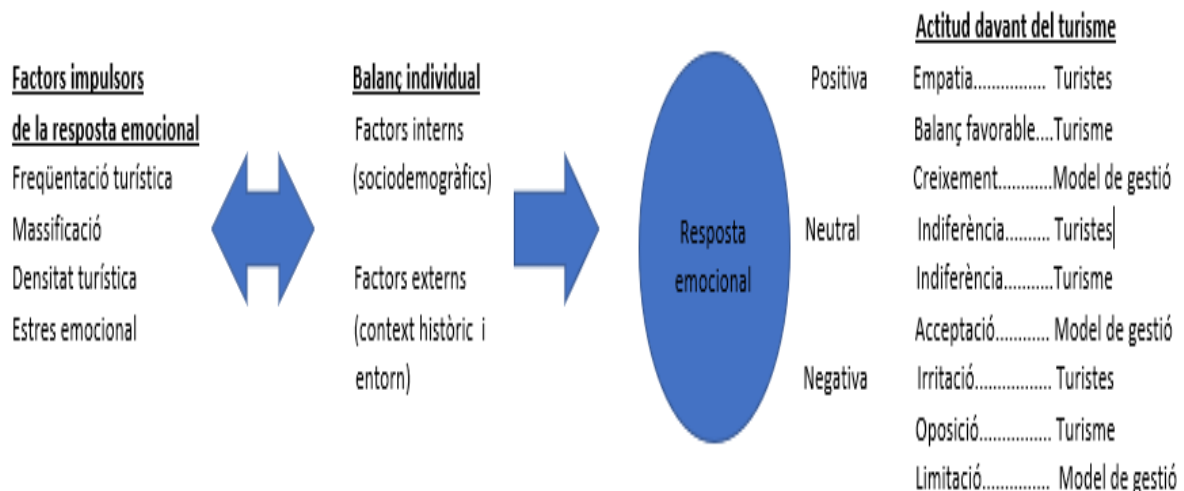 Factors impulsors
de la resposta emocional
Freqüentació turística
Massificació
Densitat turística
Estres emocional
Balanç individual
Factors interns
(sociodemogràfics)
Factors externs
(context històric i
entorn)
Resposta
emocional
Actitud davant del turisme
Positiva Empatia................ Turistes
Balanç favorable....Turisme
Creixement...........Model de gestió
Neutral Indiferència......... Turistes
Indiferència...........Turisme
Acceptació............ Model de gestió
Negativa Irritació................. Turistes
Oposició................ Turisme
Limitació............. Model de gestió